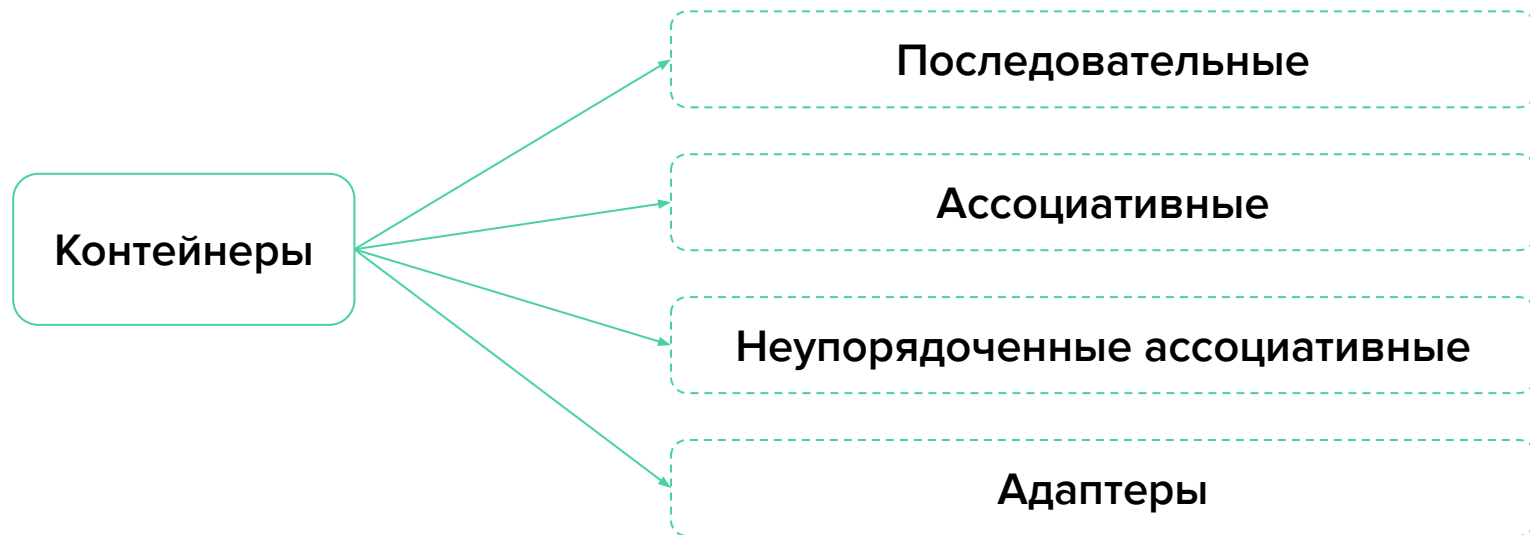 Контейнеры
Последовательные
Ассоциативные
Неупорядоченные ассоциативные
Адаптеры